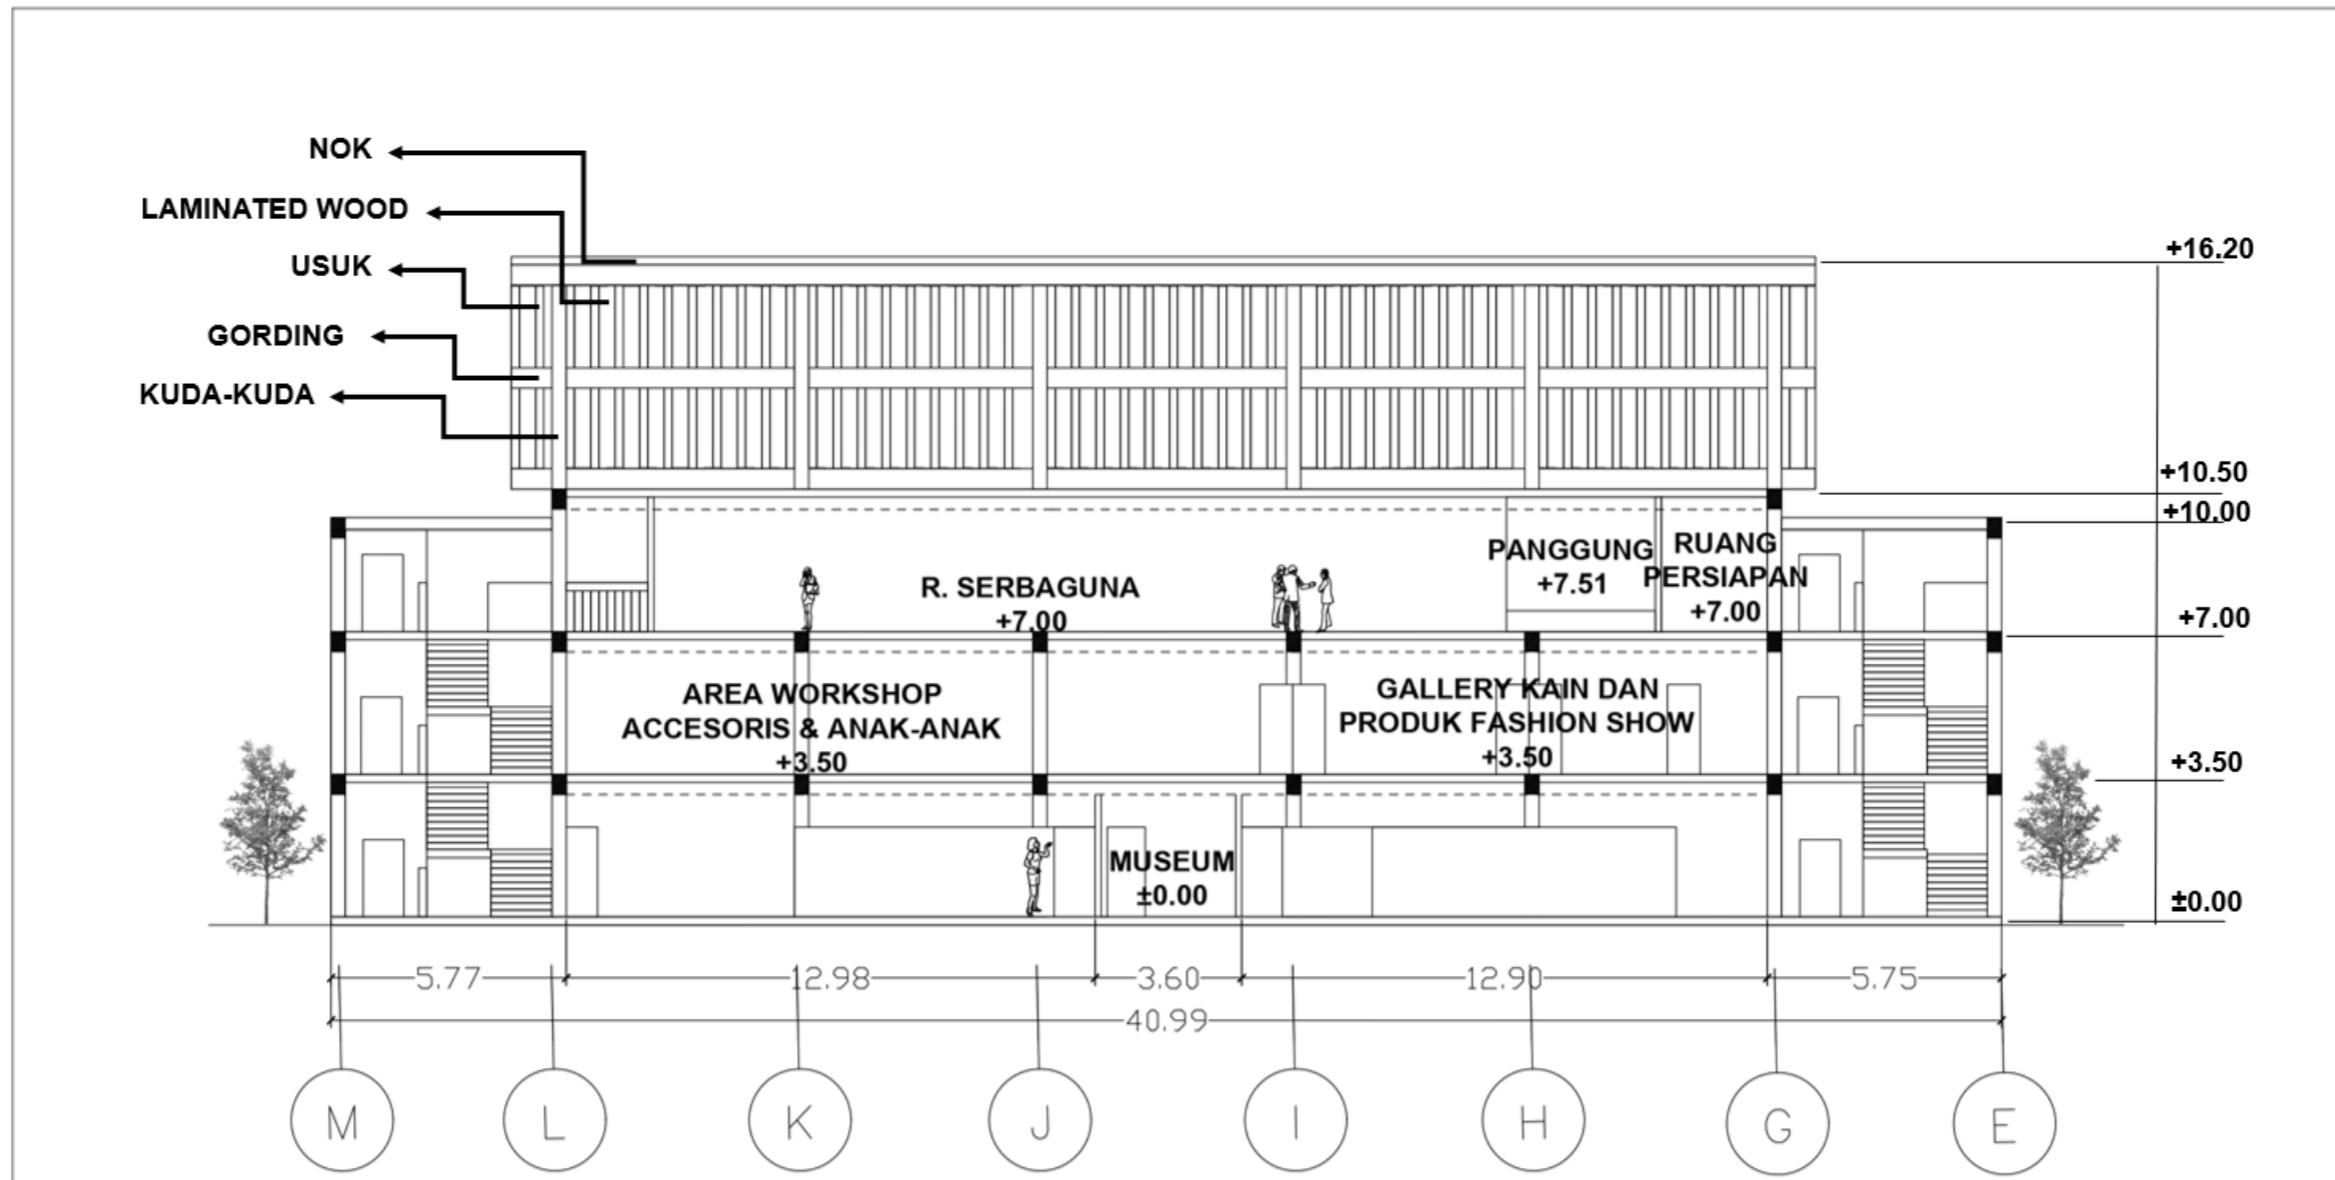 NOK
LAMINATED WOOD
USUK
GORDING
KUDA-KUDA
+16.20
+10.50
+10.00
+7.00
+3.50
±0.00
R. SERBAGUNA
+7.00
PANGGUNG
+7.51
RUANG
PERSIAPAN
+7.00
AREA WORKSHOP
ACCESORIS & ANAK-ANAK
+3.50
GALLERY KAIN DAN
PRODUK FASHION SHOW
+3.50
MUSEUM
±0.00
5.77 12.98 3.60 12.90 5.75
40.99
M L K J I H G E